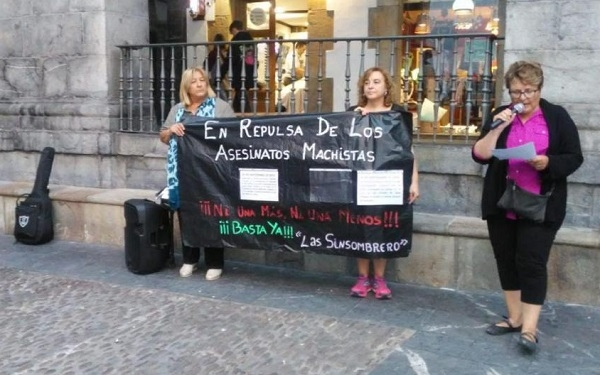 En Repulsa De Los
Asesinatos Machistas
¡¡¡Ni Una Más, Ni Una Menos!!!
¡¡¡Basta Ya!!! "Las Sinsombrero"